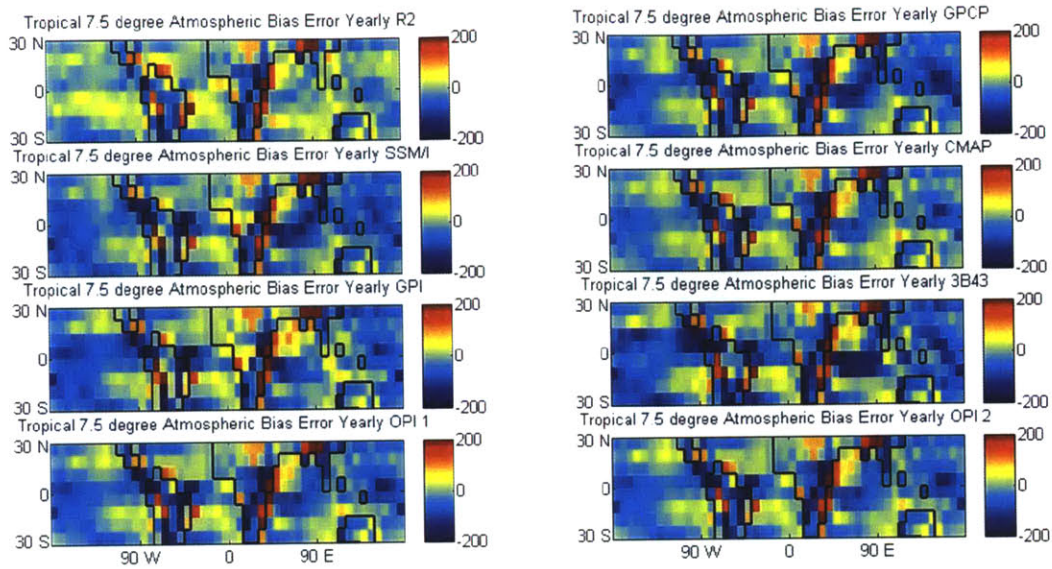 Tropical 7.5 degree Atmospheric Bias Error Yearly R2
30 N
0
30 S
200
0
-200
Tropical 7.5 degree Atmospheric Bias Error Yearly SSM/I
30 N
0
30 S
200
0
-200
Tropical 7.5 degree Atmospheric Bias Error Yearly GPI
30 N
0
30 S
200
0
-200
Tropical 7.5 degree Atmospheric Bias Error Yearly OPI 1
30 N
0
30 S
200
0
-200
90 W 0 90 E
Tropical 7.5 degree Atmospheric Bias Error Yearly GPCP
30 N
0
30 S
200
0
-200
Tropical 7.5 degree Atmospheric Bias Error Yearly CMAP
30 N
0
30 S
200
0
-200
Tropical 7.5 degree Atmospheric Bias Error Yearly 3B43
30 N
0
30 S
200
0
-200
Tropical 7.5 degree Atmospheric Bias Error Yearly OPI 2
30 N
0
30 S
200
0
-200
90 W 0 90 E